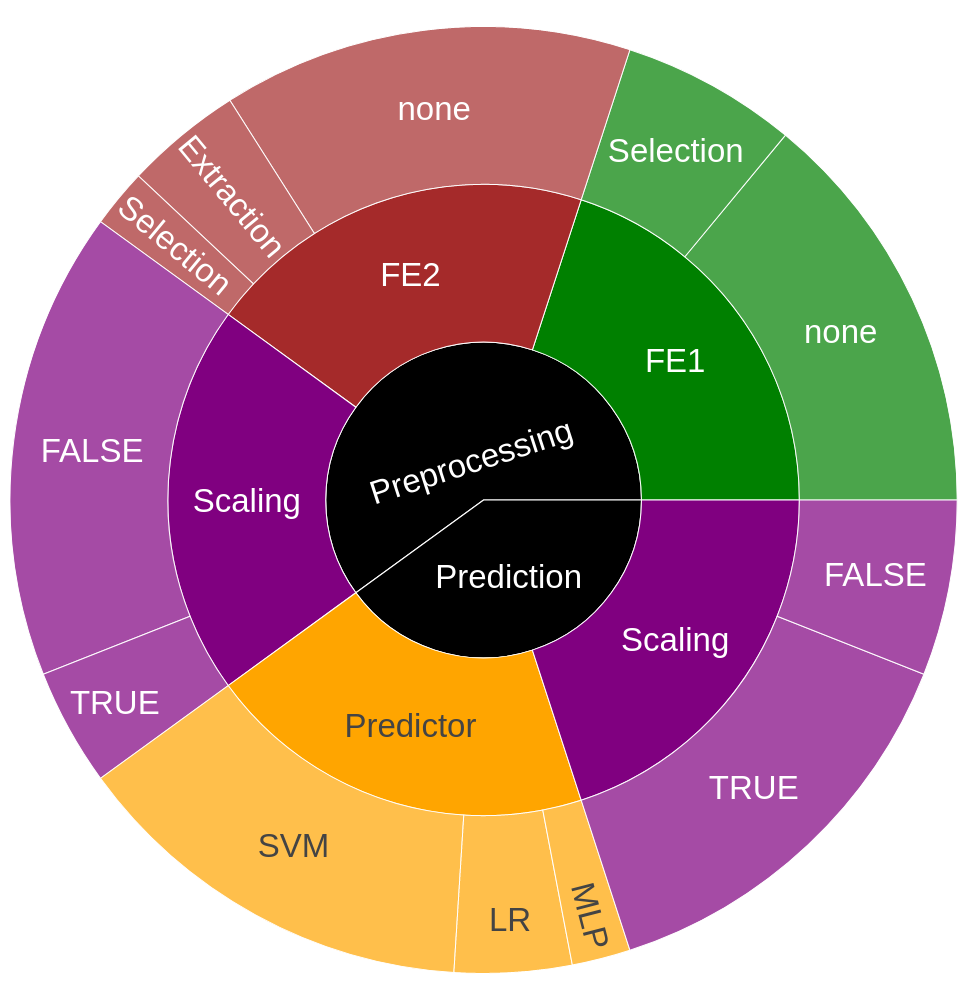 none
Selection
Extraction
Selection
FE2
FE1
none
Preprocessing
FALSE
Scaling
Prediction
FALSE
Scaling
TRUE
Predictor
TRUE
SVM
LR
MLP